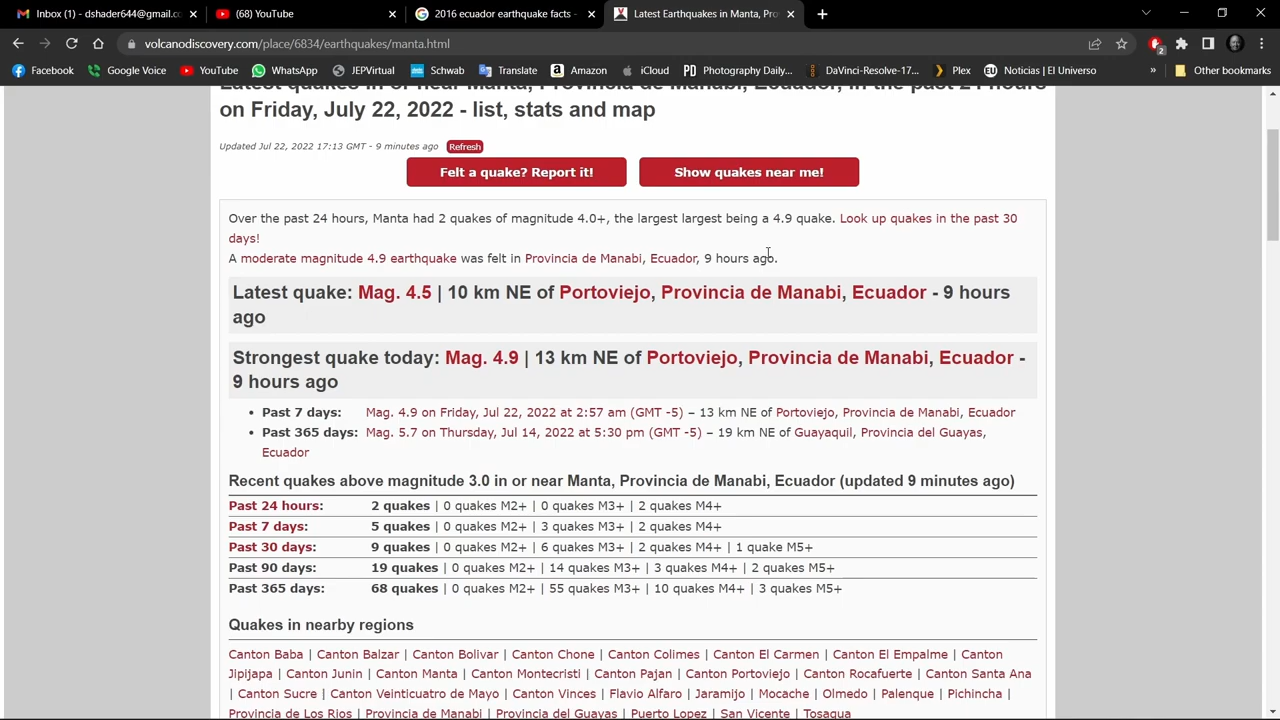 Inbox (1) - dshader644@gmail.co
(68) YouTube
2016 ecuador earthquake facts -
Latest Earthquakes in Manta, Pro
volcanodiscovery.com/place/6834/earthquakes/manta.html
2
Facebook
Google Voice
YouTube
WhatsApp
JEPVirtual
Schwab
Translate
Amazon
iCloud
PD Photography Daily...
DaVinci-Resolve-17...
Plex
EU Noticias | El Universo
»
Other bookmarks
Latest quakes in or near Manta, Provincia de Manabi, Ecuador, in the past 24 hours
on Friday, July 22, 2022 - list, stats and map
Updated Jul 22, 2022 17:13 GMT - 9 minutes ago Refresh
Felt a quake? Report it!
Show quakes near me!
Over the past 24 hours, Manta had 2 quakes of magnitude 4.0+, the largest largest being a 4.9 quake. Look up quakes in the past 30
days!
A moderate magnitude 4.9 earthquake was felt in Provincia de Manabi, Ecuador, 9 hours ago.
Latest quake: Mag. 4.5 | 10 km NE of Portoviejo, Provincia de Manabi, Ecuador - 9 hours
ago
Strongest quake today: Mag. 4.9 | 13 km NE of Portoviejo, Provincia de Manabi, Ecuador -
9 hours ago
• Past 7 days: Mag. 4.9 on Friday, Jul 22, 2022 at 2:57 am (GMT -5) – 13 km NE of Portoviejo, Provincia de Manabi, Ecuador
• Past 365 days: Mag. 5.7 on Thursday, Jul 14, 2022 at 5:30 pm (GMT -5) – 19 km NE of Guayaquil, Provincia del Guayas,
Ecuador
Recent quakes above magnitude 3.0 in or near Manta, Provincia de Manabi, Ecuador (updated 9 minutes ago)
Past 24 hours: 2 quakes | 0 quakes M2+ | 0 quakes M3+ | 2 quakes M4+
Past 7 days: 5 quakes | 0 quakes M2+ | 3 quakes M3+ | 2 quakes M4+
Past 30 days: 9 quakes | 0 quakes M2+ | 6 quakes M3+ | 2 quakes M4+ | 1 quake M5+
Past 90 days: 19 quakes | 0 quakes M2+ | 14 quakes M3+ | 3 quakes M4+ | 2 quakes M5+
Past 365 days: 68 quakes | 0 quakes M2+ | 55 quakes M3+ | 10 quakes M4+ | 3 quakes M5+
Quakes in nearby regions
Canton Baba | Canton Balzar | Canton Bolivar | Canton Chone | Canton Colimes | Canton El Carmen | Canton El Empalme | Canton
Jipijapa | Canton Junin | Canton Manta | Canton Montecristi | Canton Pajan | Canton Portoviejo | Canton Rocafuerte | Canton Santa Ana
| Canton Sucre | Canton Veinticuatro de Mayo | Canton Vinces | Flavio Alfaro | Jaramijo | Mocache | Olmedo | Palenque | Pichincha |
Provincia de Los Rios | Provincia de Manabi | Provincia del Guayas | Puerto Lopez | San Vicente | Tosagua